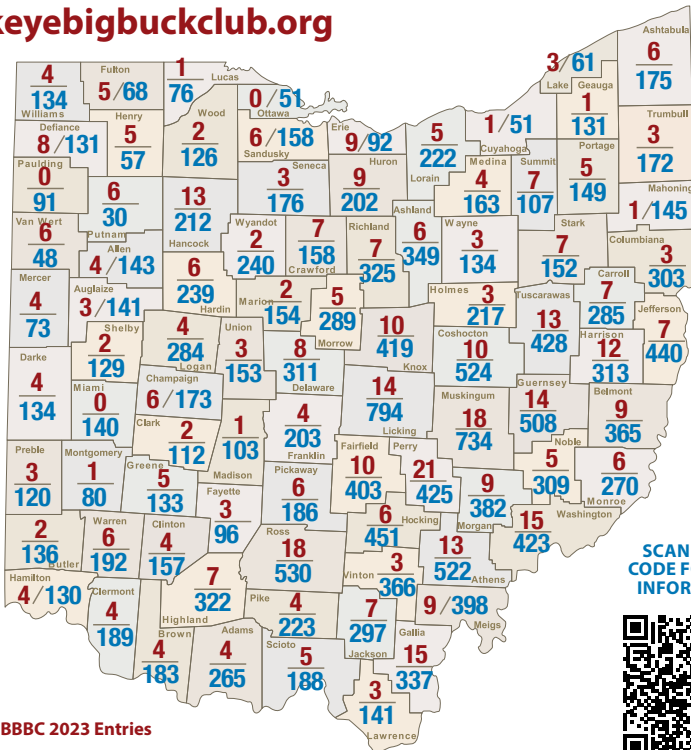 keyebigbuckclub.org
Ashtabula
6
175
3/61
Lake
Geauga
1
131
4
134
Williams
Fulton
5/68
1
76
Lucas
0/51
Ottawa
Trumbull
3
172
Defiance
8/131
Henry
5
57
Wood
2
126
6/158
Sandusky
Erie
9/92
Huron
9
202
5
222
Lorain
1/51
Cuyahoga
Medina
4
163
Summit
7
107
Portage
5
149
Mahoning
1/145
Paulding
0
91
6
30
Putnam
13
212
Hancock
Seneca
3
176
Van Wert
6
48
Allen
4/143
Wyandot
2
240
7
158
Crawford
Richland
7
325
Ashland
6
349
Wayne
3
134
Stark
7
152
Columbiana
3
303
Mercer
4
73
Auglaize
3/141
6
239
Hardin
Marion
2
154
5
289
Morrow
Holmes
3
217
Tuscarawas
13
428
Carroll
7
285
Jefferson
7
440
Harrison
12
313
Shelby
2
129
4
284
Logan
Union
3
153
8
311
Delaware
10
419
Knox
Coshocton
10
524
Darke
4
134
Miami
0
140
Champaign
6/173
Clark
2
112
1
103
Madison
4
203
Franklin
14
794
Licking
Muskingum
18
734
Guernsey
14
508
Belmont
9
365
Noble
5
309
6
270
Monroe
Preble
3
120
Montgomery
1
80
Greene
5
133
Fayette
3
96
Pickaway
6
186
Fairfield
10
403
Perry
21
425
9
382
Morgan
Washington
15
423
2
136
Butler
Warren
6
192
Clinton
4
157
Ross
18
530
6
451
Hocking
3
366
Vinton
13
522
Athens
Hamilton
4/130
Clermont
4
189
7
322
Highland
Pike
4
223
7
297
Jackson
9/398
Meigs
Brown
4
183
Adams
4
265
Scioto
5
188
Gallia
15
337
3
141
Lawrence
SCAN
CODE F
INFOR
BBBC 2023 Entries